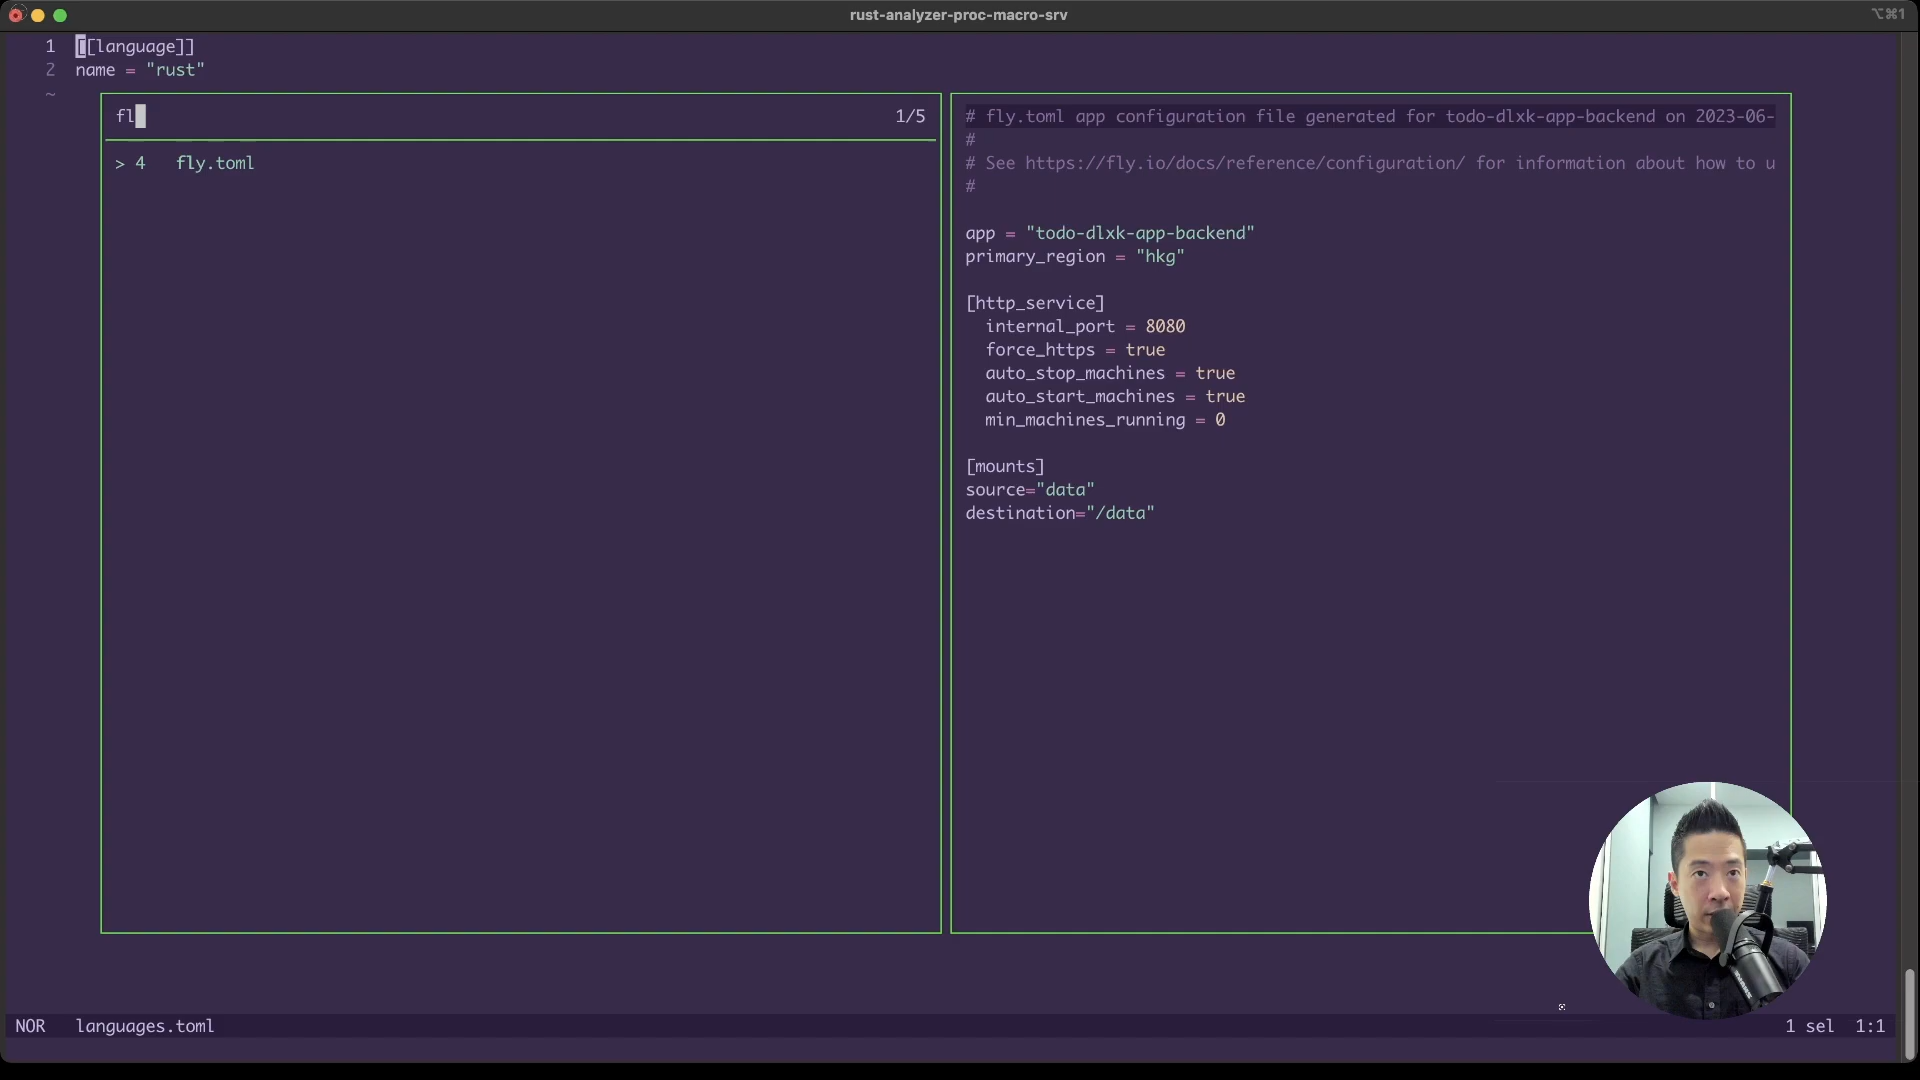 rust-analyzer-proc-macro-srv
⌥⌘1
1 [[language]]
2 name = "rust"
~
fl 1/5
> 4 fly.toml
# fly.toml app configuration file generated for todo-dlxk-app-backend on 2023-06-
#
# See https://fly.io/docs/reference/configuration/ for information about how to u
#
app = "todo-dlxk-app-backend"
primary_region = "hkg"
[http_service]
internal_port = 8080
force_https = true
auto_stop_machines = true
auto_start_machines = true
min_machines_running = 0
[mounts]
source="data"
destination="/data"
NOR languages.toml 1 sel 1:1